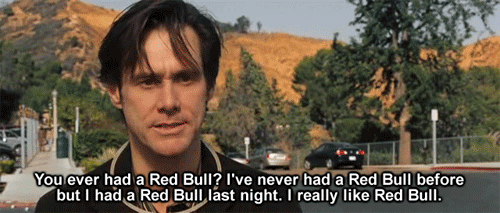 You ever had a Red Bull? I've never had a Red Bull before
but I had a Red Bull last night. I really like Red Bull.